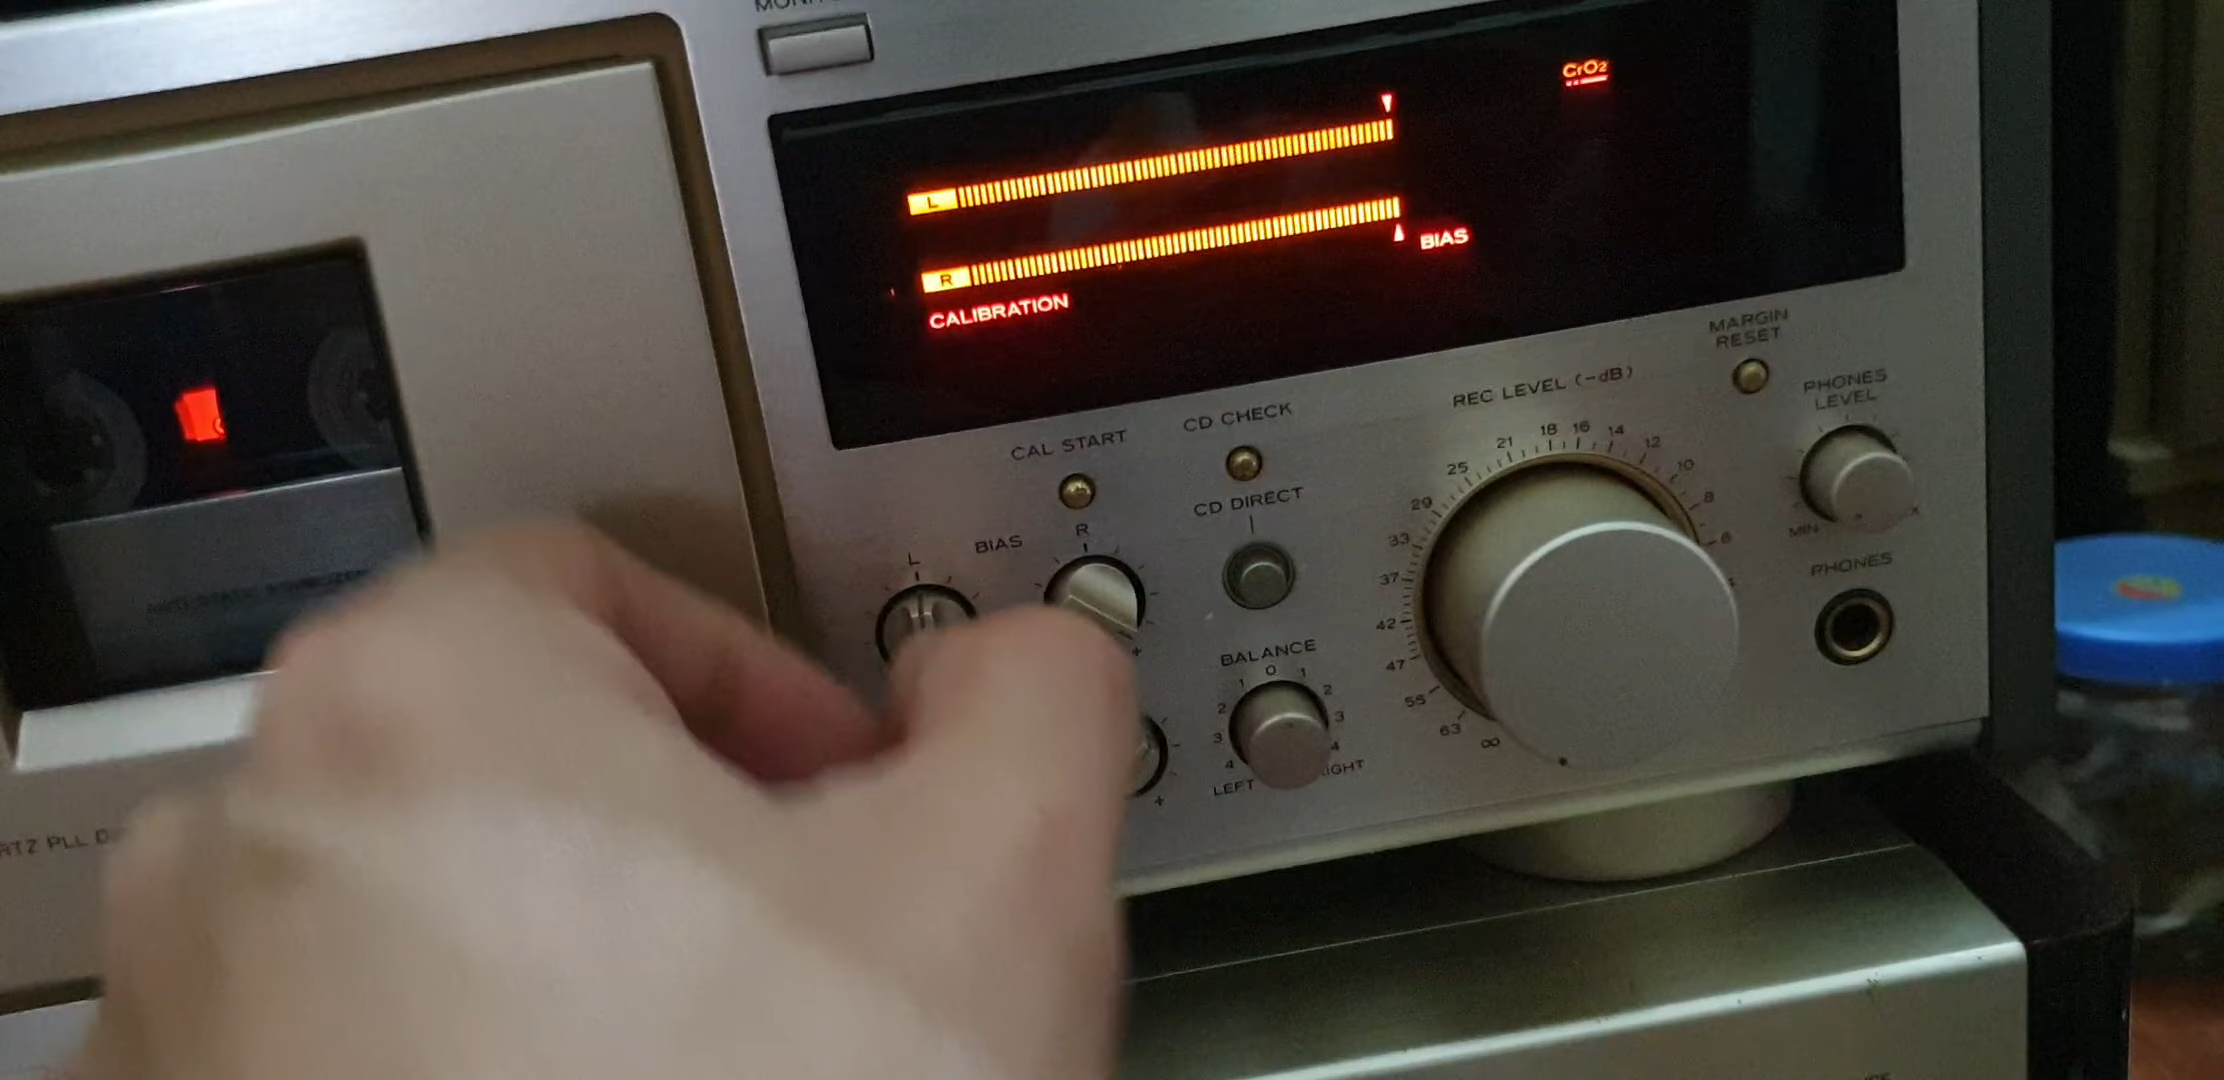 CrO2
L
R
BIAS
CALIBRATION
MARGIN
RESET
PHONES
LEVEL
MIN
REC LEVEL (-dB)
∞ 63 55 47 42 37 33 29 25 21 18 16 14 12 10 8 6
CD CHECK
CAL START
CD DIRECT
L BIAS R
+
PHONES
BALANCE
4 3 2 1 0 1 2 3 4
LEFT
+